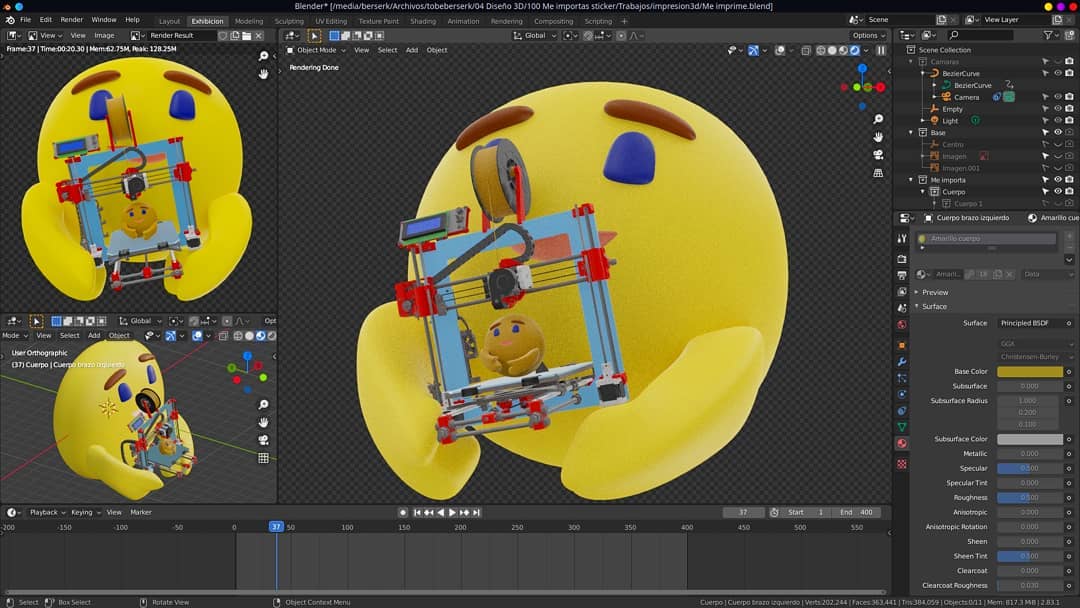 Blender* [/media/berserk/Archivos/tobeberserk/04 Diseño 3D/100 Me importas sticker/Trabajos/impresion3d/Me imprime.blend]
File Edit Render Window Help
Layout Exhibicion Modeling Sculpting UV Editing Texture Paint Shading Animation Rendering Compositing Scripting +
Scene
View Layer
View View Image Render Result
Global
Options
Frame:37 | Time:00:20.30 | Mem:62.75M, Peak: 128.25M
Object Mode View Select Add Object
Rendering Done
Scene Collection
Camaras
BezierCurve
BezierCurve
Camera
Empty
Light
Base
Centro
Imagen
Imagen.001
Me importa
Cuerpo
Cuerpo 1
Cuerpo brazo izquierdo Amarillo cue
Amarillo cuerpo
Amaril... 18 Data
Preview
Surface
Surface Principled BSDF
GGX
Christensen-Burley
Base Color
Subsurface 0.000
Subsurface Radius 1.000
0.200
0.100
Subsurface Color
Metallic 0.000
Specular 0.500
Specular Tint 0.000
Roughness 0.500
Anisotropic 0.000
Anisotropic Rotation 0.000
Sheen 0.000
Sheen Tint 0.500
Clearcoat 0.000
Clearcoat Roughness 0.030
Global Opt
Mode View Select Add Object
User Orthographic
(37) Cuerpo | Cuerpo brazo izquierdo
Playback Keying View Marker
37 Start 1 End 400
-200 -150 -100 -50 0 37 50 100 150 200 250 300 350 400 450 500 550
Select Box Select Rotate View Object Context Menu
Cuerpo | Cuerpo brazo izquierdo | Verts:202,244 | Faces:363,441 | Tris:384,059 | Objects:0/11 | Mem: 817.3 MiB | 2.83.1